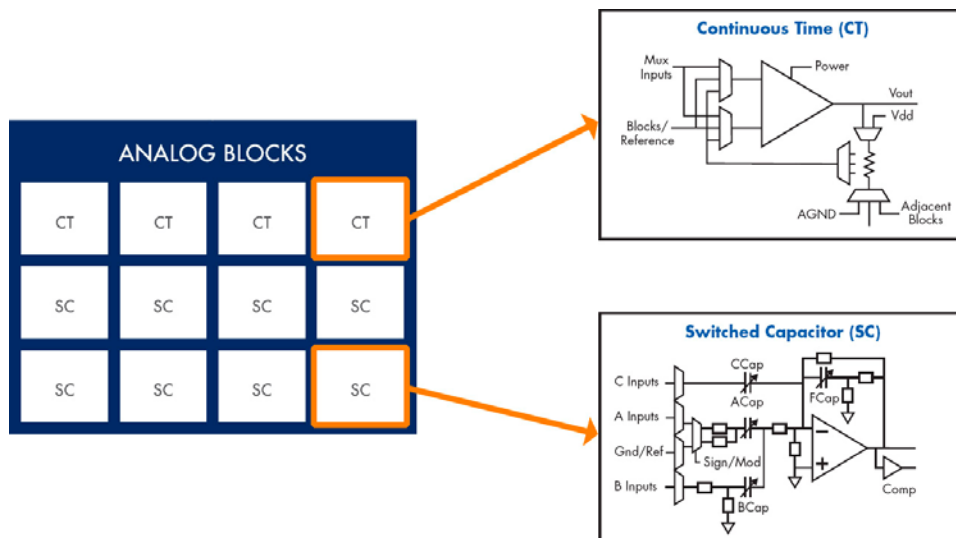 ANALOG BLOCKS
CT CT CT CT
SC SC SC SC
SC SC SC SC
Continuous Time (CT)
Mux
Inputs
Power
Vout
Vdd
Blocks/
Reference
AGND
Adjacent
Blocks
Switched Capacitor (SC)
CCap
C Inputs
ACap
FCap
A Inputs
Gnd/Ref
Sign/Mod
B Inputs
BCap
Comp